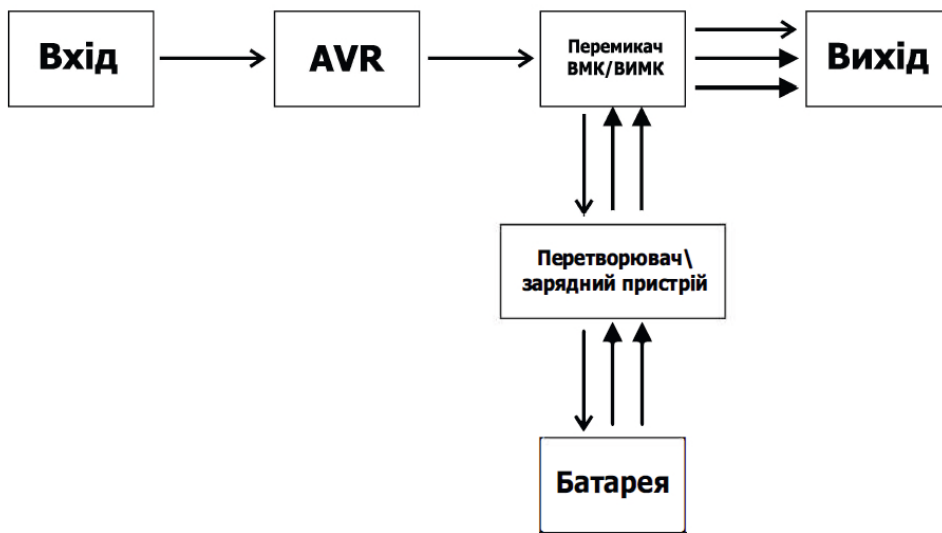 Вхід
AVR
Перемикач
ВМК/ВИМК
Вихід
Перетворювач\
зарядний пристрій
Батарея